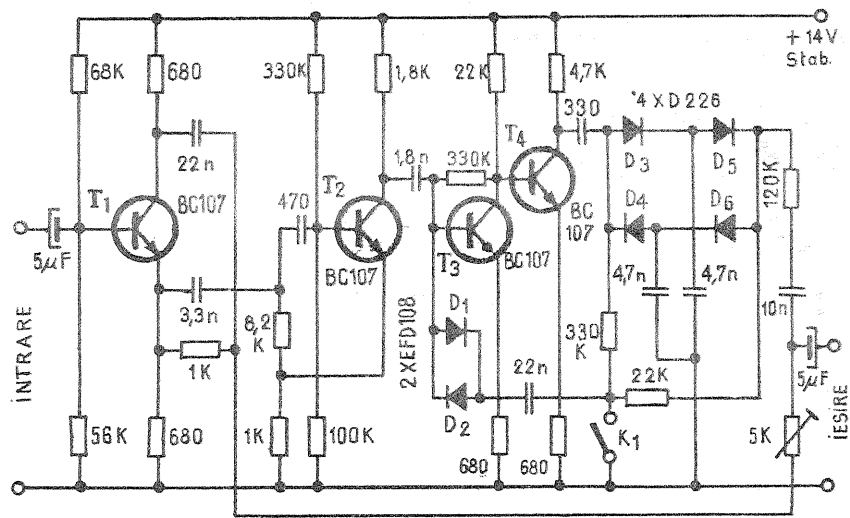 +14V
Stab.
68K
680
330K
1,8K
22K
4,7K
330
4XD226
22n
T1
BC107
5µF
470
T2
BC107
1,8n
330K
T3
BC107
T4
BC
107
D3
D5
D4
D6
120K
4,7n
4,7n
10n
3,3n
8,2
K
1K
2XEFD108
D1
D2
22n
330
K
22K
5µF
INTRARE
IESIRE
56K
680
1K
100K
680
680
K1
5K